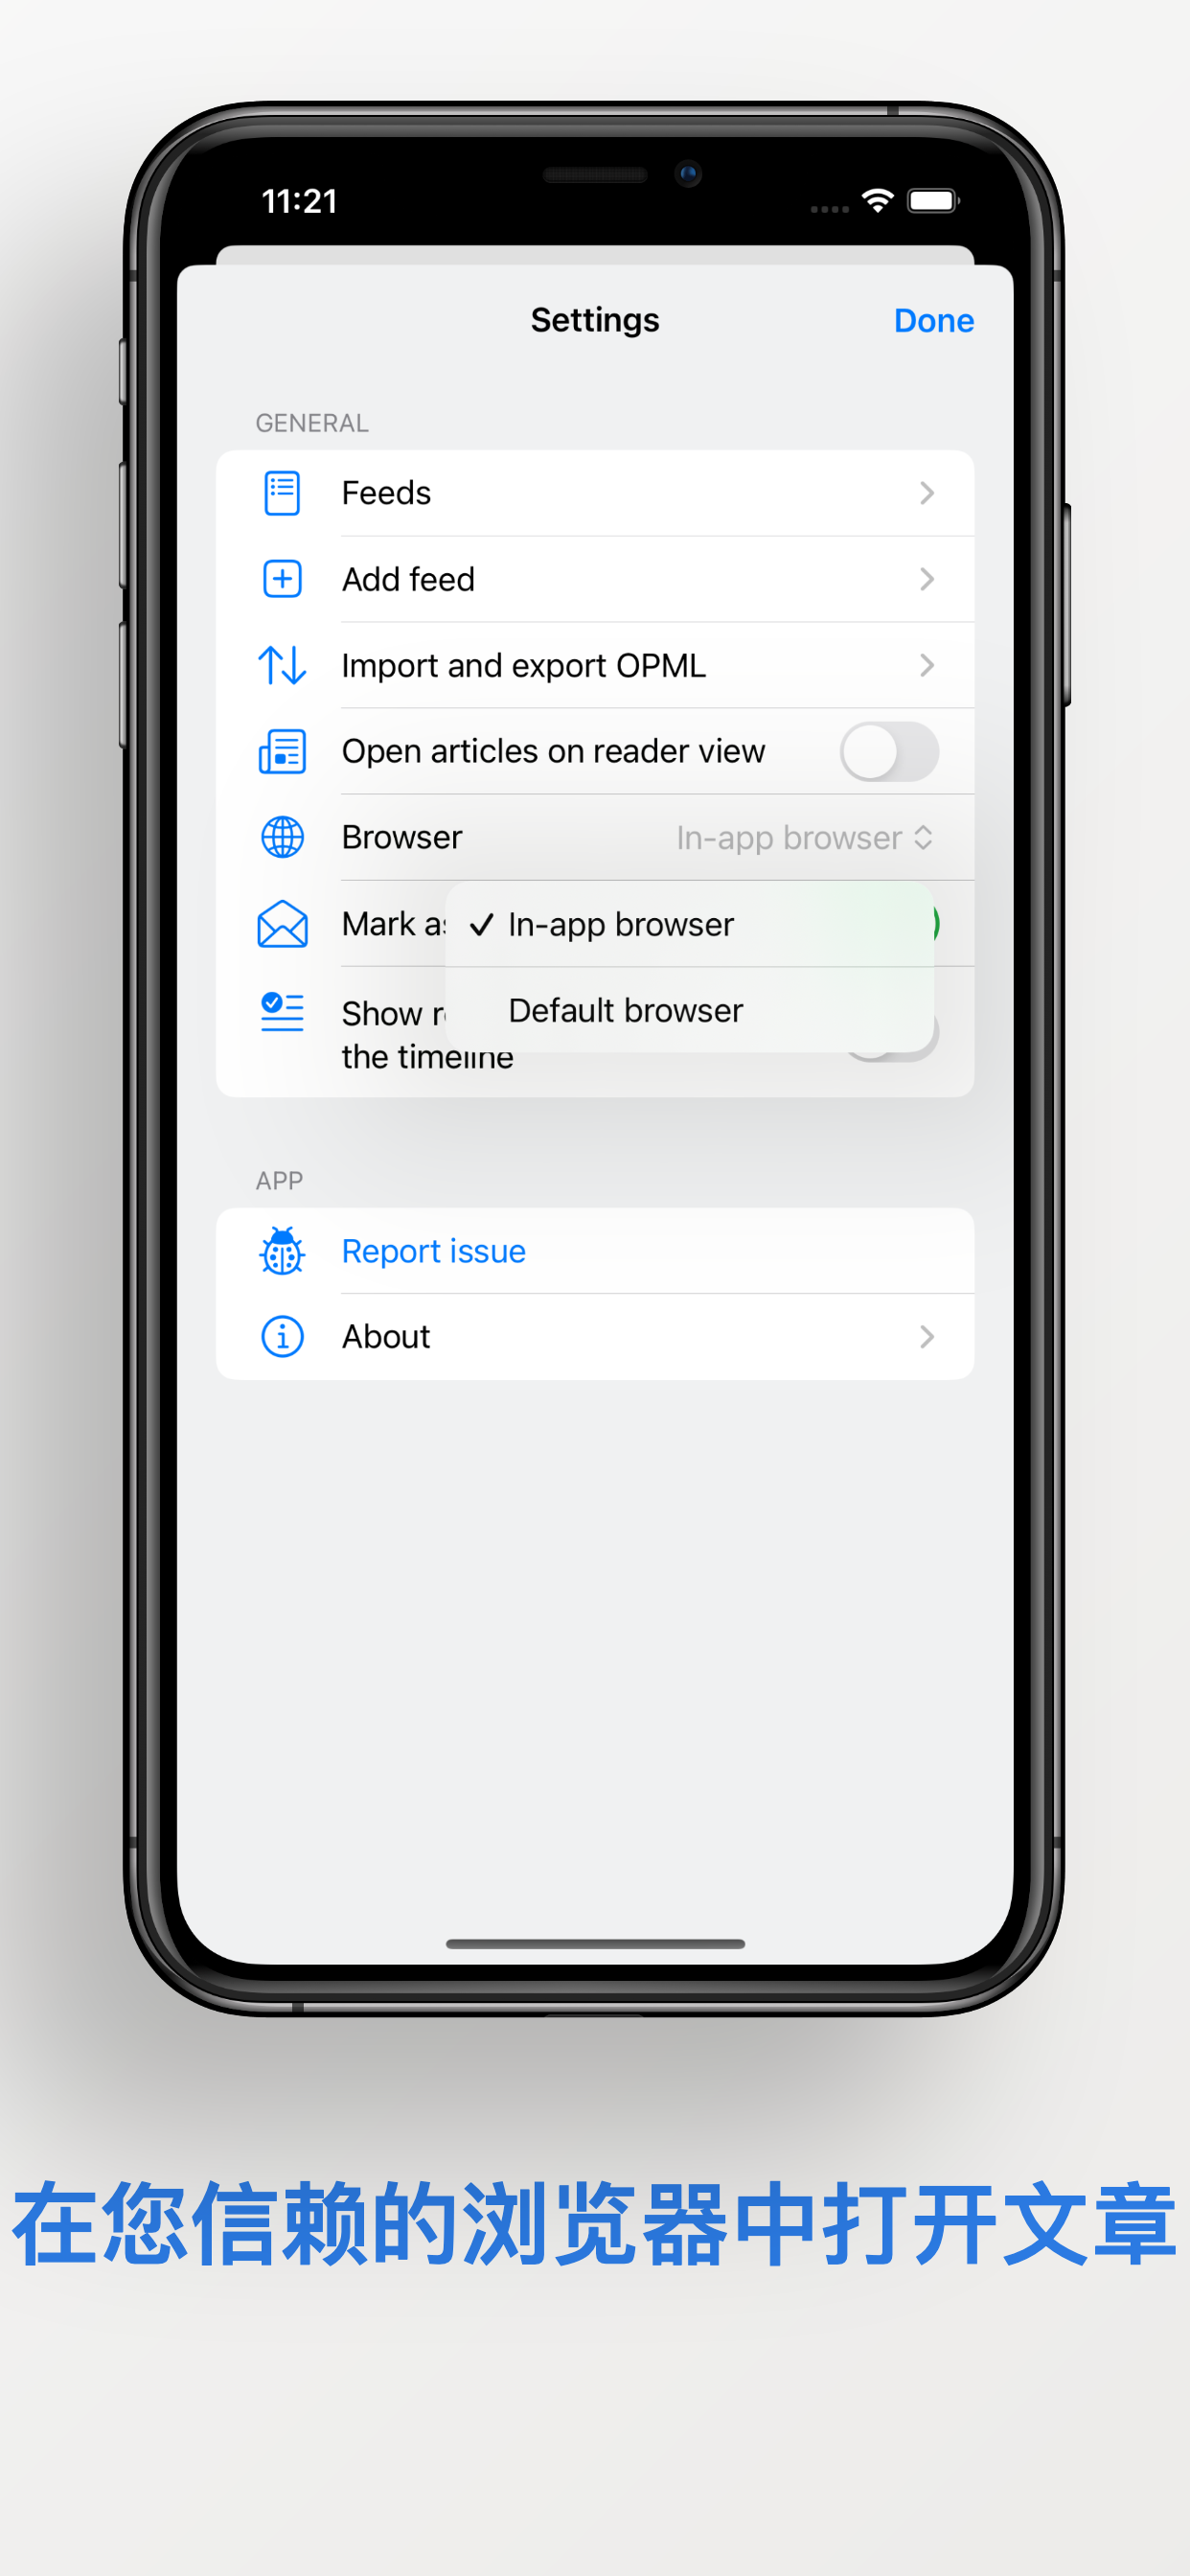 11:21
Settings
Done
GENERAL
Feeds
Add feed
Import and export OPML
Open articles on reader view
Browser
In-app browser
Mark
In-app browser
Show
Default browser
the timeline
APP
Report issue
About
在您信赖的浏览器中打开文章